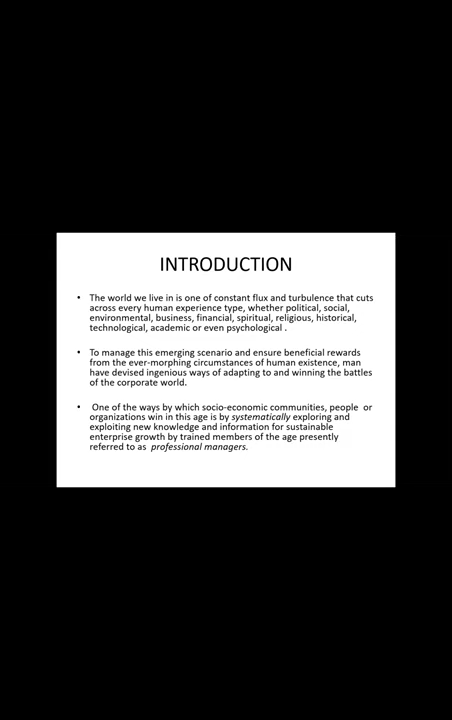 INTRODUCTION
• The world we live in is one of constant flux and turbulence that cuts
across every human experience type, whether political, social,
environmental, business, financial, spiritual, religious, historical,
technological, academic or even psychological .
• To manage this emerging scenario and ensure beneficial rewards
from the ever-morphing circumstances of human existence, man
have devised ingenious ways of adapting to and winning the battles
of the corporate world.
• One of the ways by which socio-economic communities, people or
organizations win in this age is by systematically exploring and
exploiting new knowledge and information for sustainable
enterprise growth by trained members of the age presently
referred to as professional managers.